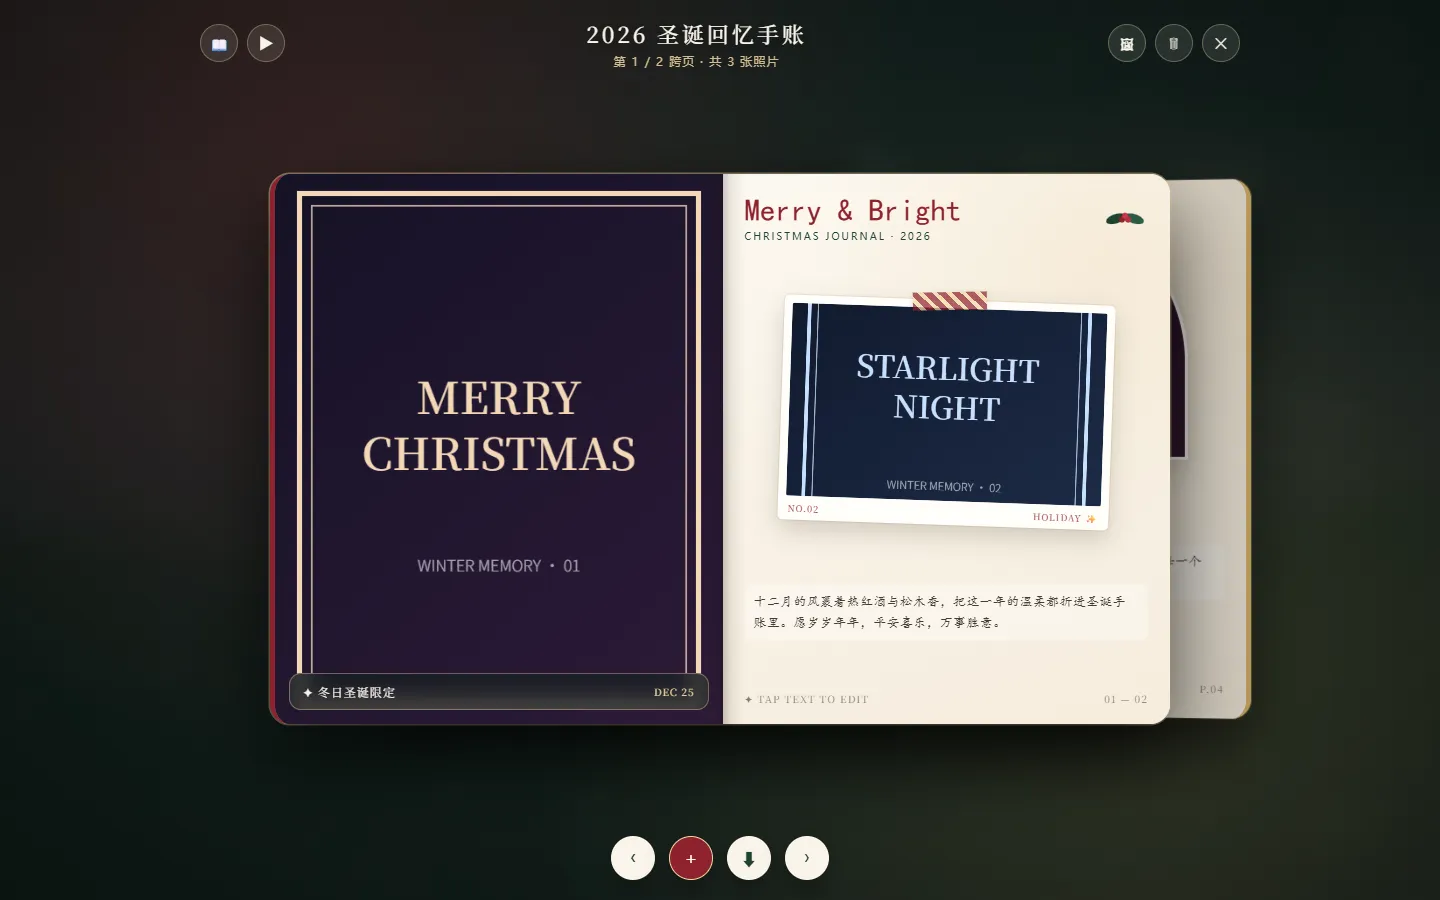 2026 圣诞回忆手账
第 1 / 2 跨页 · 共 3 张照片
MERRY
CHRISTMAS
WINTER MEMORY • 01
✦ 冬日圣诞限定
DEC 25
Merry & Bright
CHRISTMAS JOURNAL · 2026
STARLIGHT
NIGHT
WINTER MEMORY • 02
NO.02
HOLIDAY ✨
十二月的风裹着热红酒与松木香，把这一年的温柔都折进圣诞手
账里。愿岁岁年年，平安喜乐，万事胜意。
✦ TAP TEXT TO EDIT
01 — 02
一个
P.04